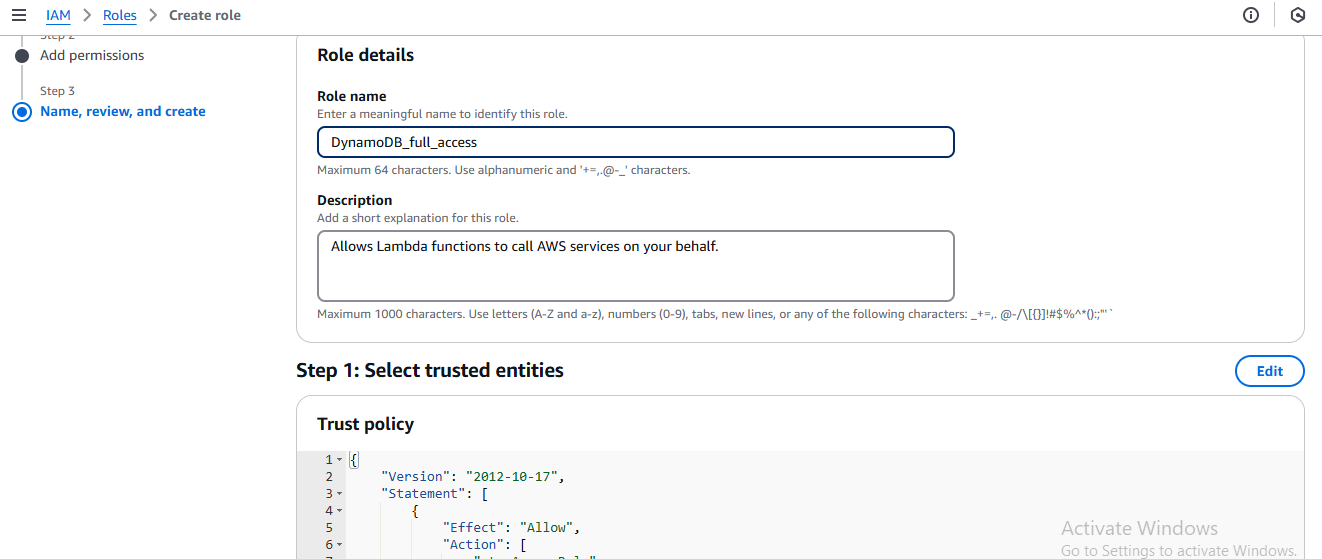 IAM > Roles > Create role
Step 2
Add permissions
Step 3
Name, review, and create
Role details
Role name
Enter a meaningful name to identify this role.
DynamoDB_full_access
Maximum 64 characters. Use alphanumeric and '+=,.@-_' characters.
Description
Add a short explanation for this role.
Allows Lambda functions to call AWS services on your behalf.
Maximum 1000 characters. Use letters (A-Z and a-z), numbers (0-9), tabs, new lines, or any of the following characters: _+=,. @-/\[{}]!#$%^*();:"'`
Step 1: Select trusted entities
Edit
Trust policy
1 {
2 "Version": "2012-10-17",
3 "Statement": [
4 {
5 "Effect": "Allow",
6 "Action": [
Activate Windows
Go to Settings to activate Windows.